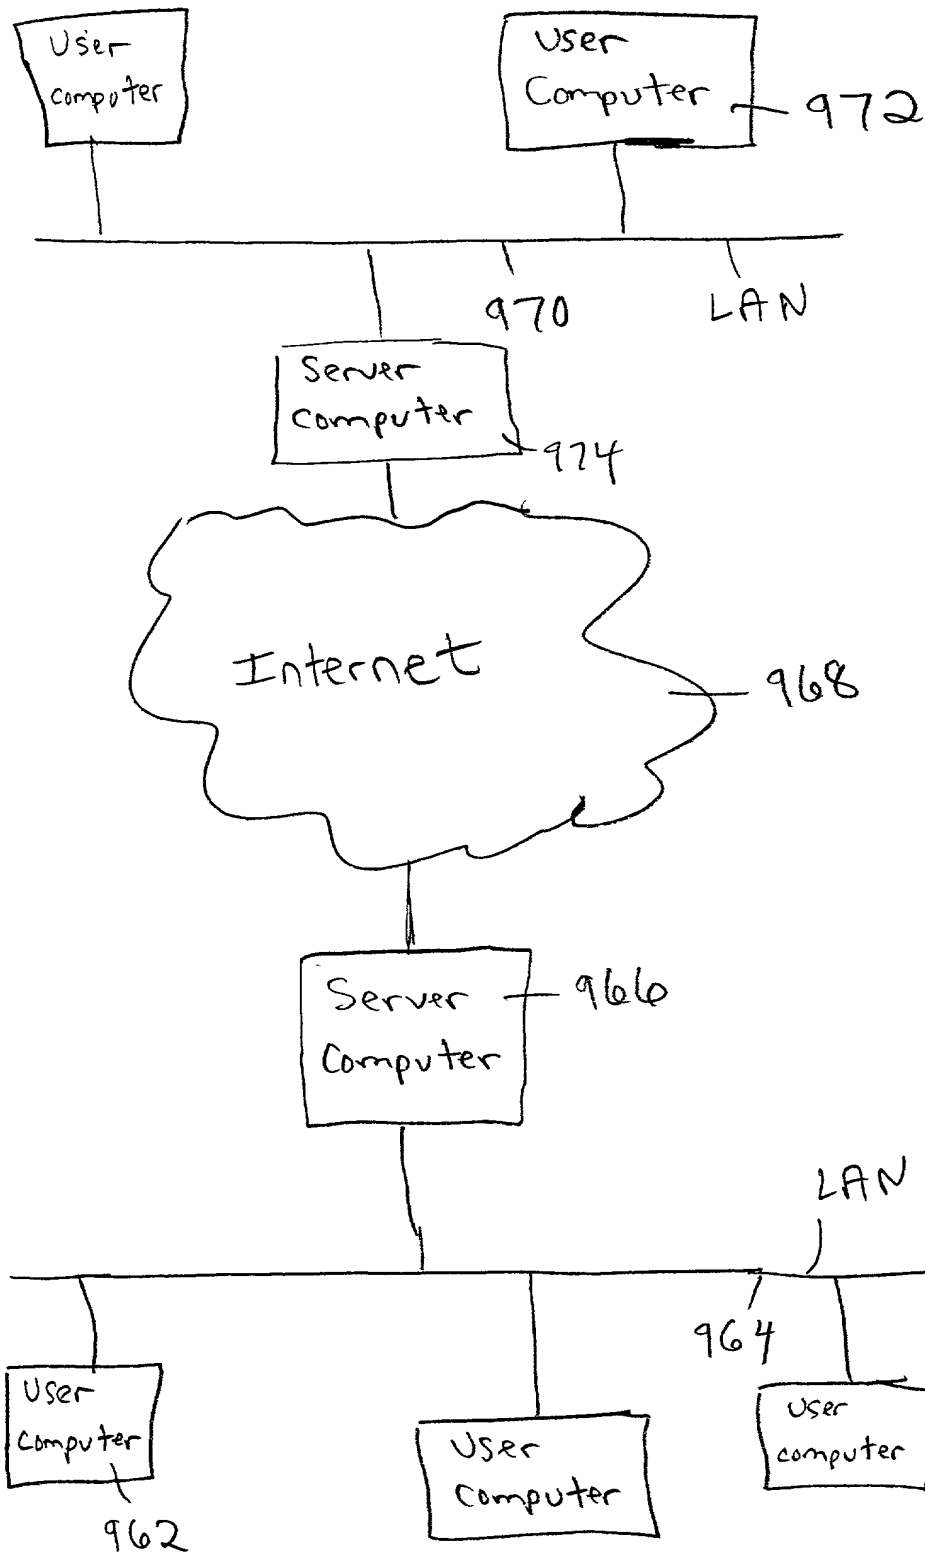 User
computer
User
Computer
972
970
LAN
Server
computer
974
Internet
968
Server
Computer
966
LAN
964
User
computer
962
User
computer
User
computer